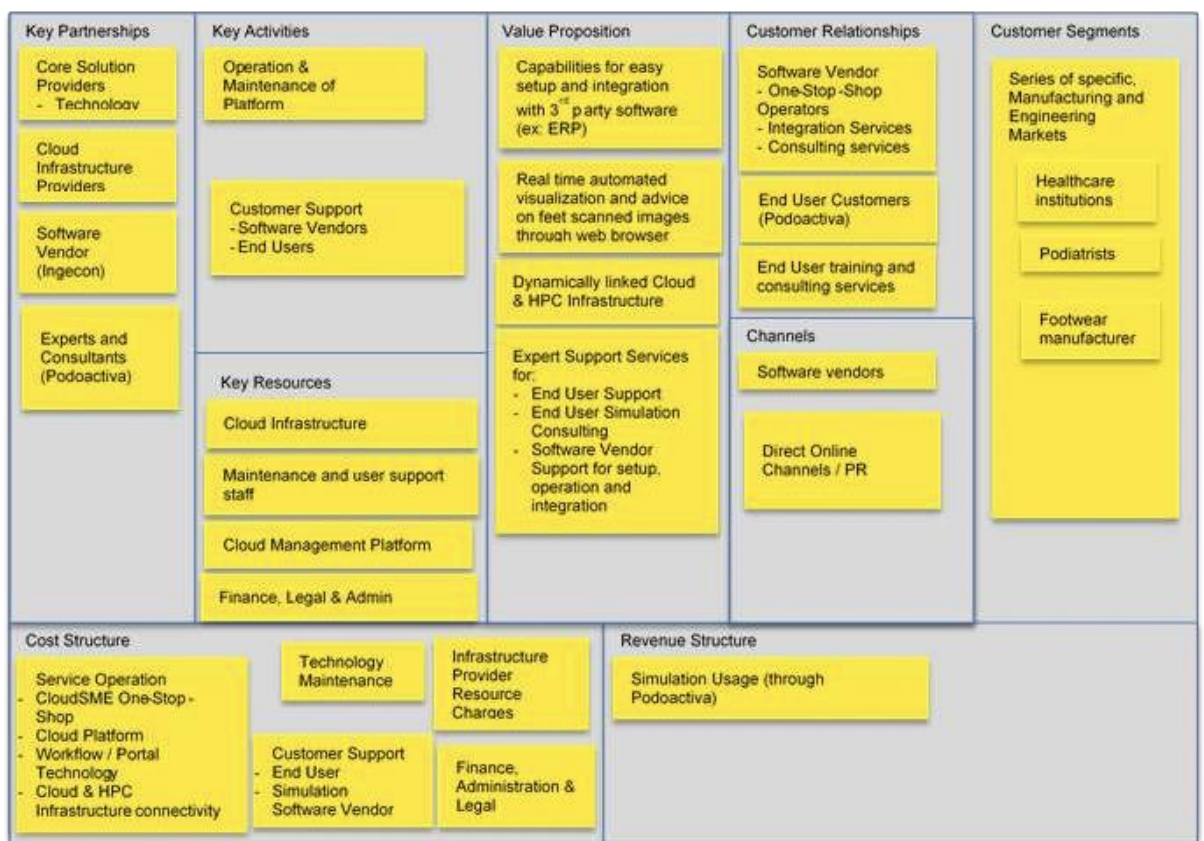 Key Partnerships
Core Solution
Providers
- Technology
Cloud
Infrastructure
Providers
Software
Vendor
(Ingecon)
Experts and
Consultants
(Podoactiva)
Key Activities
Operation &
Maintenance of
Platform
Customer Support
- Software Vendors
- End Users
Key Resources
Cloud Infrastructure
Maintenance and user support
staff
Cloud Management Platform
Finance, Legal & Admin
Value Proposition
Capabilities for easy
setup and integration
with 3rd party software
(ex: ERP)
Real time automated
visualization and advice
on feet scanned images
through web browser
Dynamically linked Cloud
& HPC Infrastructure
Expert Support Services
for;
- End User Support
- End User Simulation
Consulting
- Software Vendor
Support for setup,
operation and
integration
Customer Relationships
Software Vendor
- One-Stop-Shop
Operators
- Integration Services
- Consulting services
End User Customers
(Podoactiva)
End User training and
consulting services
Channels
Software vendors
Direct Online
Channels / PR
Customer Segments
Series of specific,
Manufacturing and
Engineering
Markets
Healthcare
institutions
Podiatrists
Footwear
manufacturer
Cost Structure
Service Operation
- CloudSME One-Stop-
Shop
- Cloud Platform
- Workflow / Portal
Technology
- Cloud & HPC
Infrastructure connectivity
Technology
Maintenance
Customer Support
- End User
- Simulation
Software Vendor
Infrastructure
Provider
Resource
Charges
Finance,
Administration &
Legal
Revenue Structure
Simulation Usage (through
Podoactiva)